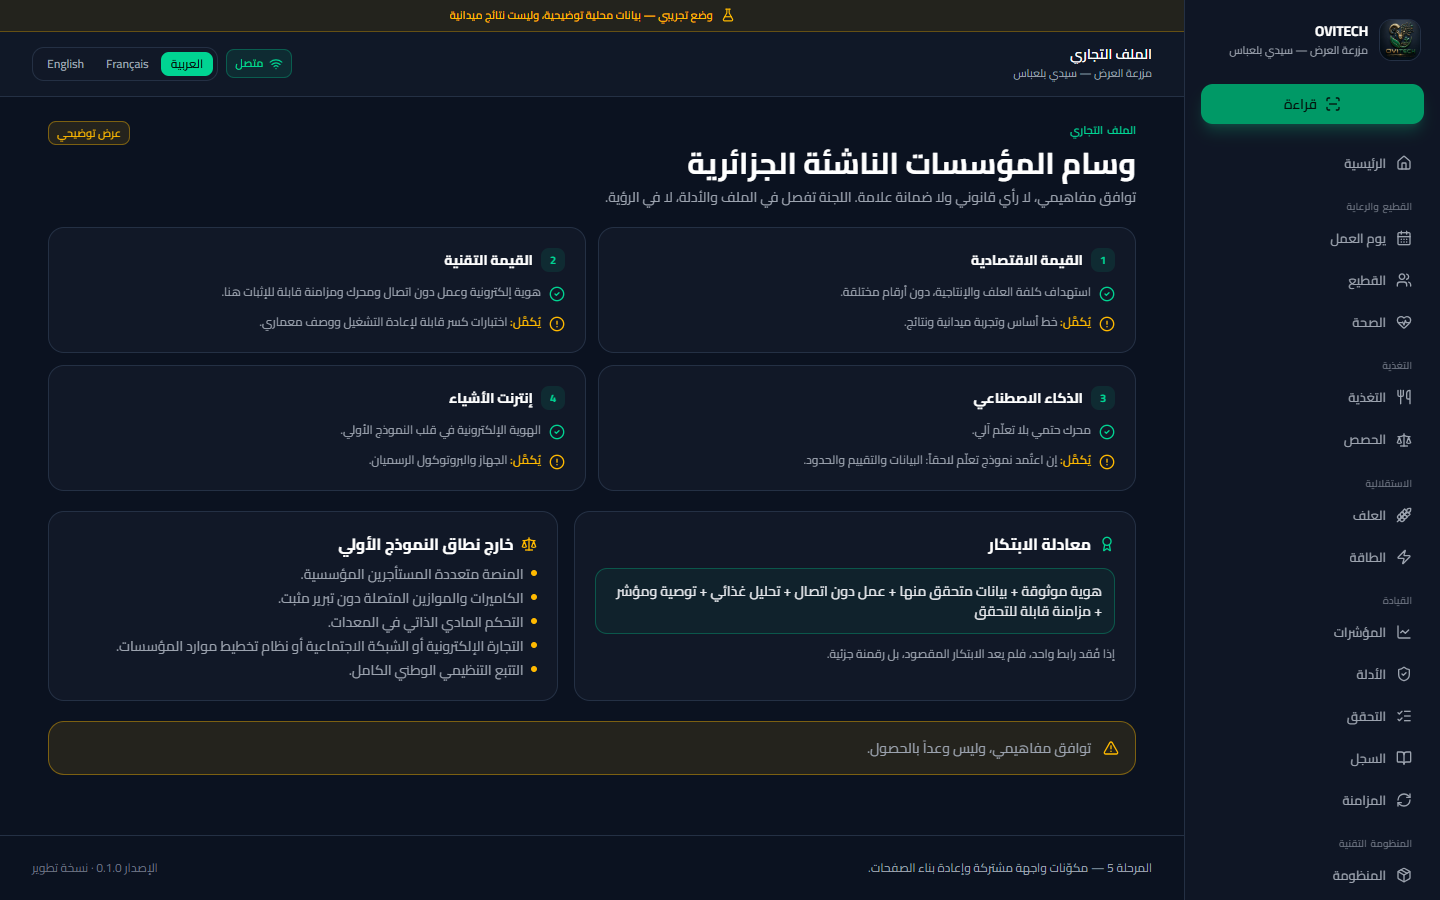 وضع تجريبي — بيانات محلية توضيحية، وليست نتائج ميدانية
OVITECH
مزرعة العرض — سيدي بلعباس
قراءة
الرئيسية
القطيع والرعاية
يوم العمل
القطيع
الصحة
التغذية
التغذية
الحصص
الاستقلالية
العلف
الطاقة
القيادة
المؤشرات
الأدلة
التحقق
السجل
المزامنة
المنظومة التقنية
المنظومة
الملف التجاري
مزرعة العرض — سيدي بلعباس
متصل
العربية
Français
English
الملف التجاري
عرض توضيحي
وسام المؤسسات الناشئة الجزائرية
توافق مفاهيمي، لا رأي قانوني ولا ضمانة علامة. اللجنة تفصل في الملف والأدلة، لا في الرؤية.
1 القيمة الاقتصادية
استهداف كلفة العلف والإنتاجية، دون أرقام مختلقة.
يُكمَّل: خط أساس وتجربة ميدانية ونتائج.
2 القيمة التقنية
هوية إلكترونية وعمل دون اتصال ومحرك ومزامنة قابلة للإثبات هنا.
يُكمَّل: اختبارات كسر قابلة لإعادة التشغيل ووصف معماري.
3 الذكاء الاصطناعي
محرك حتمي بلا تعلّم آلي.
يُكمَّل: إن اعتُمد نموذج تعلّم لاحقاً: البيانات والتقييم والحدود.
4 إنترنت الأشياء
الهوية الإلكترونية في قلب النموذج الأولي.
يُكمَّل: الجهاز والبروتوكول الرسميان.
معادلة الابتكار
هوية موثوقة + بيانات متحقق منها + عمل دون اتصال + تحليل غذائي + توصية ومؤشر
+ مزامنة قابلة للتحقق
إذا فُقد رابط واحد، فلم يعد الابتكار المقصود، بل رقمنة جزئية.
خارج نطاق النموذج الأولي
المنصة متعددة المستأجرين المؤسسية.
الكاميرات والموازين المتصلة دون تبرير مثبت.
التحكم المادي الذاتي في المعدات.
التجارة الإلكترونية أو الشبكة الاجتماعية أو نظام تخطيط موارد المؤسسات.
التتبع التنظيمي الوطني الكامل.
توافق مفاهيمي، وليس وعداً بالحصول.
المرحلة 5 — مكوّنات واجهة مشتركة وإعادة بناء الصفحات.
الإصدار 0.1.0 · نسخة تطوير